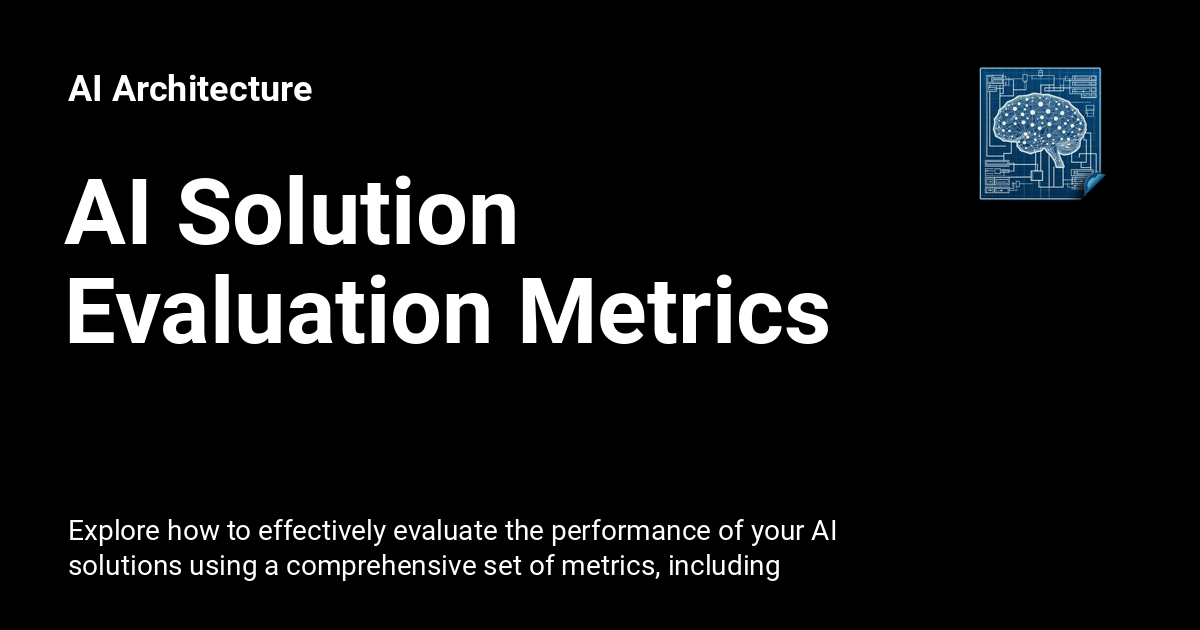 AI Architecture
AI Solution
Evaluation Metrics
Explore how to effectively evaluate the performance of your AI
solutions using a comprehensive set of metrics, including